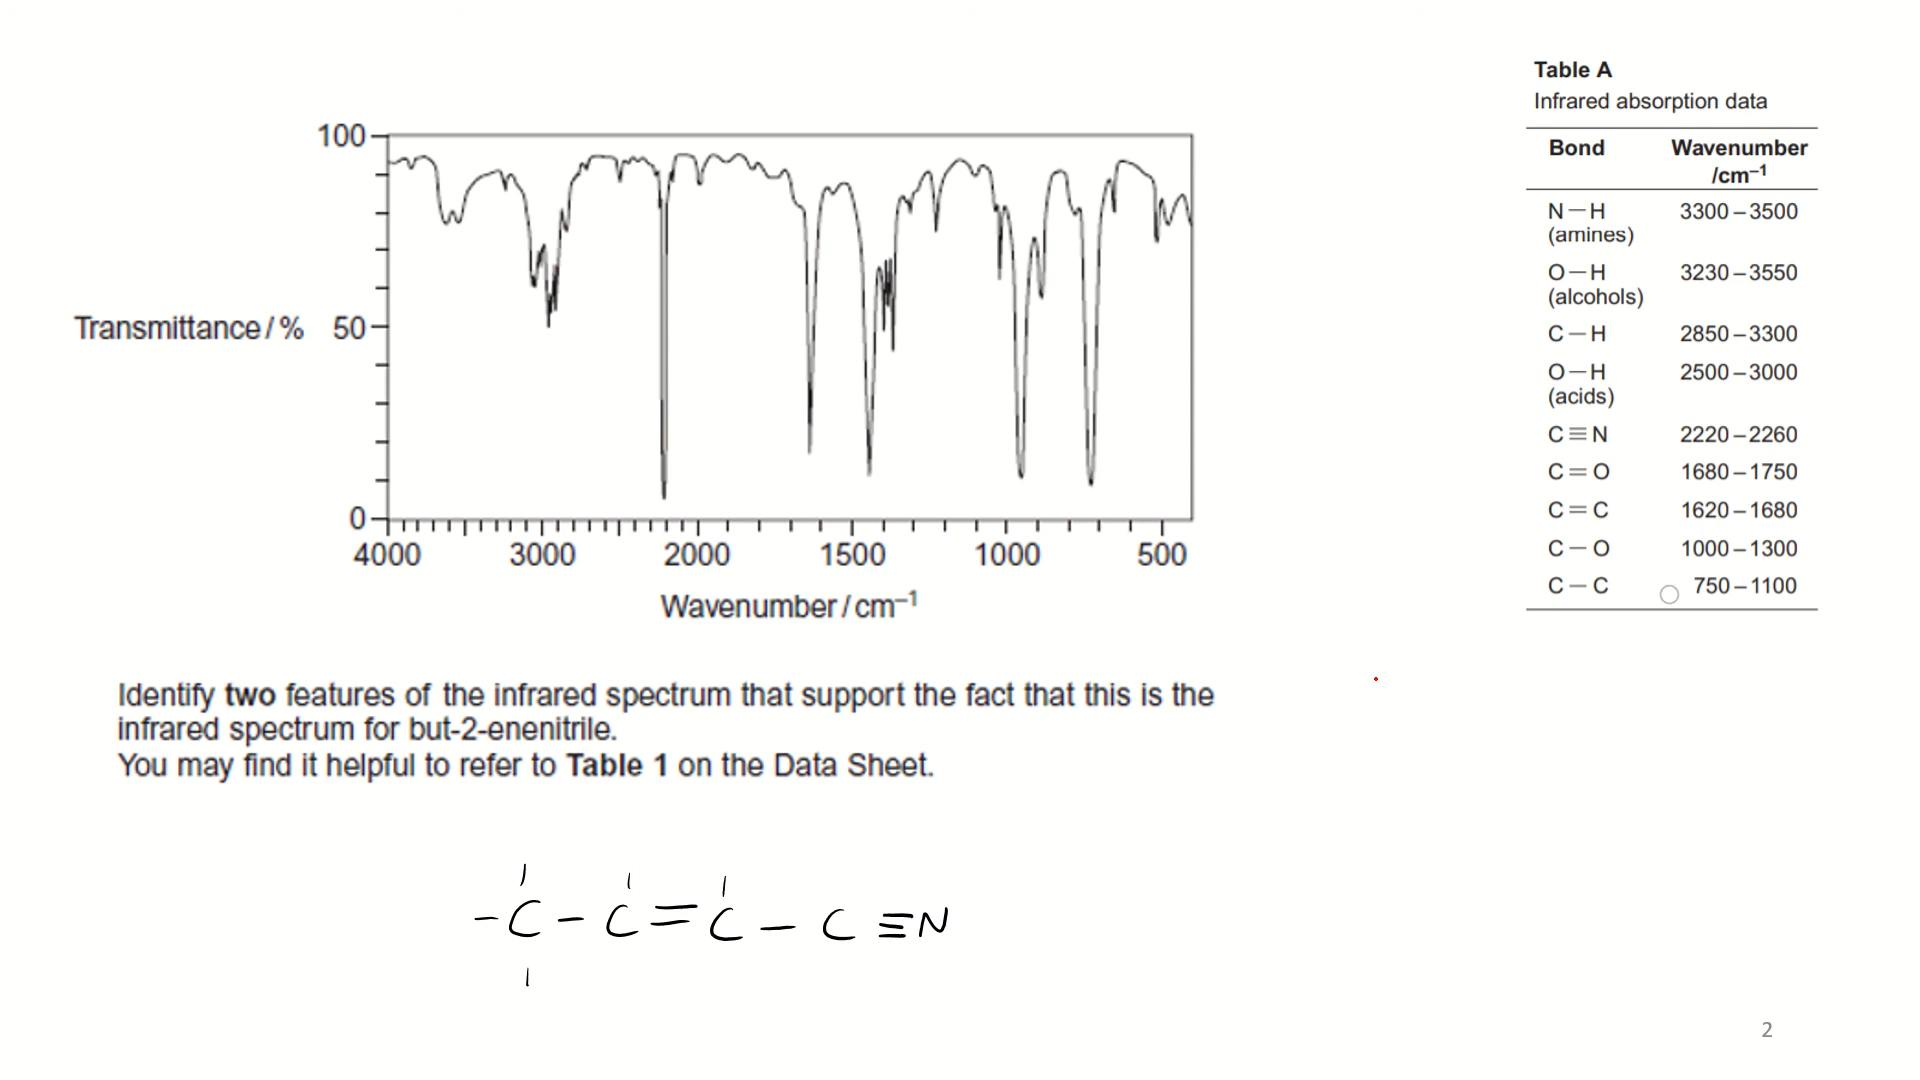 Table A
Infrared absorption data
Bond Wavenumber
/cm⁻¹
N—H 3300–3500
(amines)
O—H 3230–3550
(alcohols)
C—H 2850–3300
O—H 2500–3000
(acids)
C≡N 2220–2260
C=O 1680–1750
C=C 1620–1680
C—O 1000–1300
C—C 750–1100
100
Transmittance/% 50
0
4000 3000 2000 1500 1000 500
Wavenumber/cm⁻¹
Identify two features of the infrared spectrum that support the fact that this is the
infrared spectrum for but-2-enenitrile.
You may find it helpful to refer to Table 1 on the Data Sheet.
-C-C=C-C≡N
2